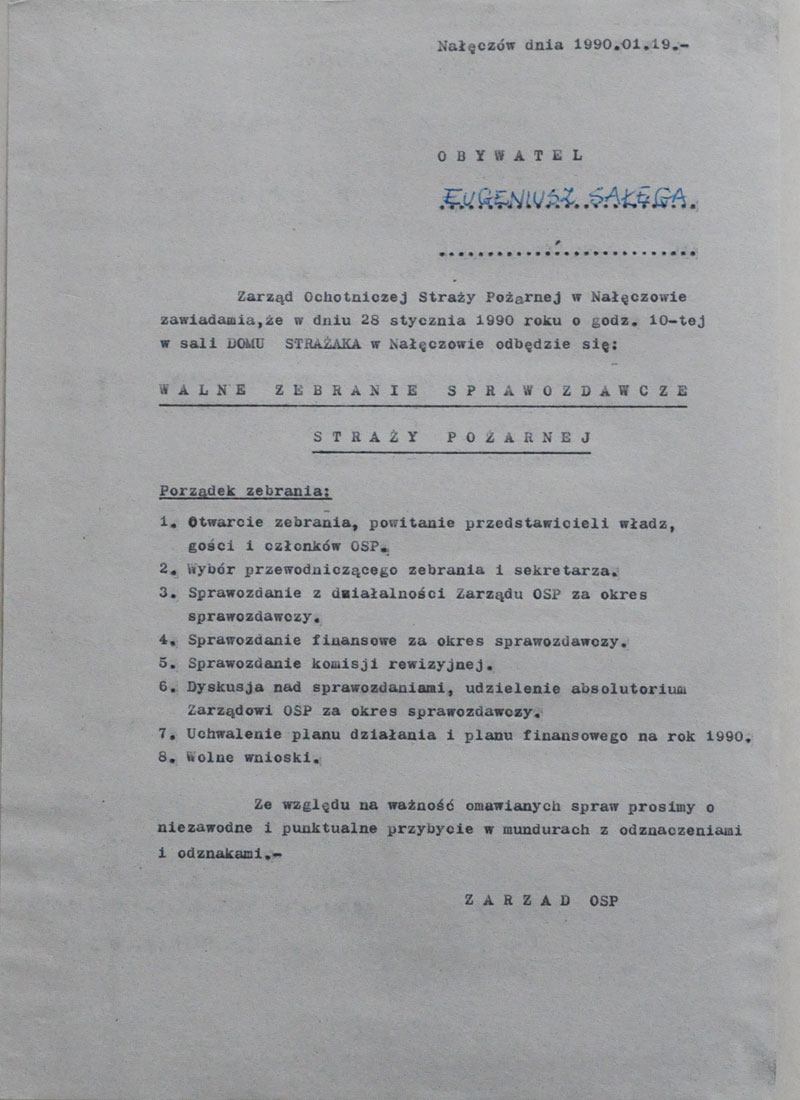 Nałęczów dnia 1990.01.19.-
O B Y W A T E L
EUGENIUSZ SAŁĘGA
Zarząd Ochotniczej Straży Pożarnej w Nałęczowie
zawiadamia,że w dniu 28 stycznia 1990 roku o godz. 10-tej
w sali DOMU STRAŻAKA w Nałęczowie odbędzie się:
W A L N E Z E B R A N I E S P R A W O Z D A W C Z E
S T R A Ż Y P O Ż A R N E J
Porządek zebrania:
1. Otwarcie zebrania, powitanie przedstawicieli władz,
gości i członków OSP.
2. Wybór przewodniczącego zebrania i sekretarza.
3. Sprawozdanie z działalności Zarządu OSP za okres
sprawozdawczy.
4. Sprawozdanie finansowe za okres sprawozdawczy.
5. Sprawozdanie komisji rewizyjnej.
6. Dyskusja nad sprawozdaniami, udzielenie absolutorium
Zarządowi OSP za okres sprawozdawczy.
7. Uchwalenie planu działania i planu finansowego na rok 1990.
8. Wolne wnioski.
Ze względu na ważność omawianych spraw prosimy o
niezawodne i punktualne przybycie w mundurach z odznaczeniami
i odznakami.-
Z A R Z A D OSP